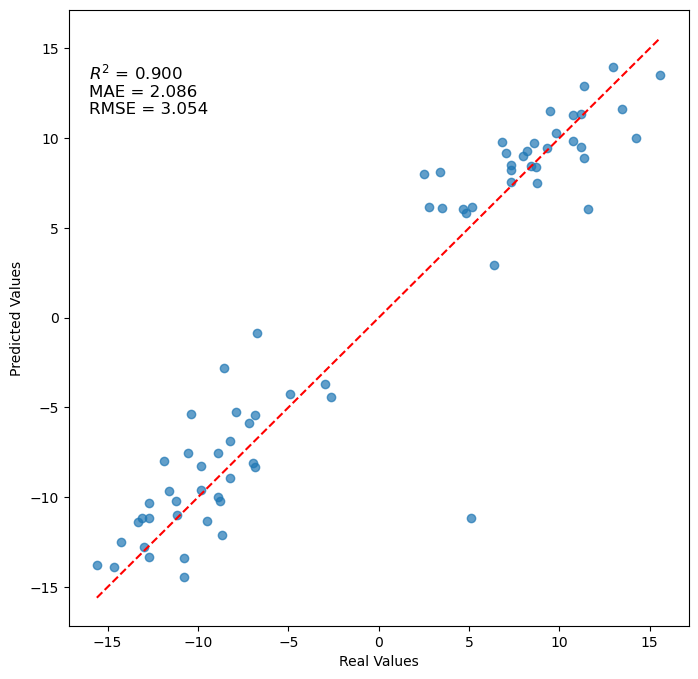 R² = 0.900
MAE = 2.086
RMSE = 3.054
Predicted Values
15
10
5
0
−5
−10
−15
−15 −10 −5 0 5 10 15
Real Values